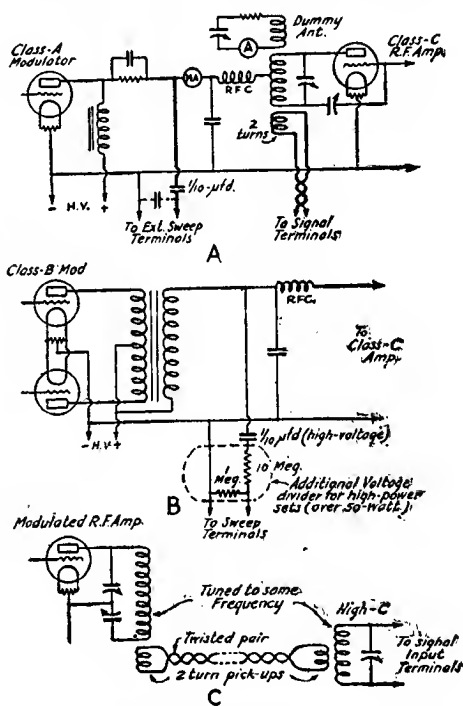 Class-A
Modulator
Dummy
Ant.
Class-C
R.F. Amp.
MA
RFC
A
2
turns
- H.V. +
1/10-μfd.
To Ext. Sweep
Terminals
To Signal
Terminals
A
Class-B Mod
RFC.
To
Class-C
Amp.
- H.V +
1/10 μfd (high-voltage)
1
Meg.
10 Meg.
Additional Voltage
divider for high-power
sets (over 50-watt.)
To Sweep
Terminals
B
Modulated R.F. Amp.
Tuned to same
Frequency
High-C
Twisted pair
To signal
Input
Terminals
2 turn pick-ups
C